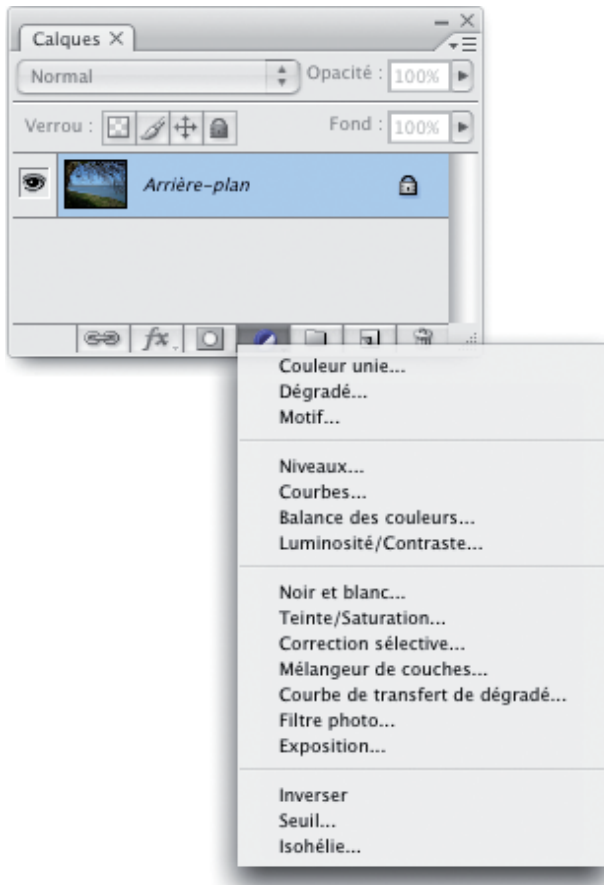 Calques
Normal Opacité : 100%
Verrou : Fond : 100%
Arrière-plan
fx
Couleur unie...
Dégradé...
Motif...
Niveaux...
Courbes...
Balance des couleurs...
Luminosité/Contraste...
Noir et blanc...
Teinte/Saturation...
Correction sélective...
Mélangeur de couches...
Courbe de transfert de dégradé...
Filtre photo...
Exposition...
Inverser
Seuil...
Isohélie...